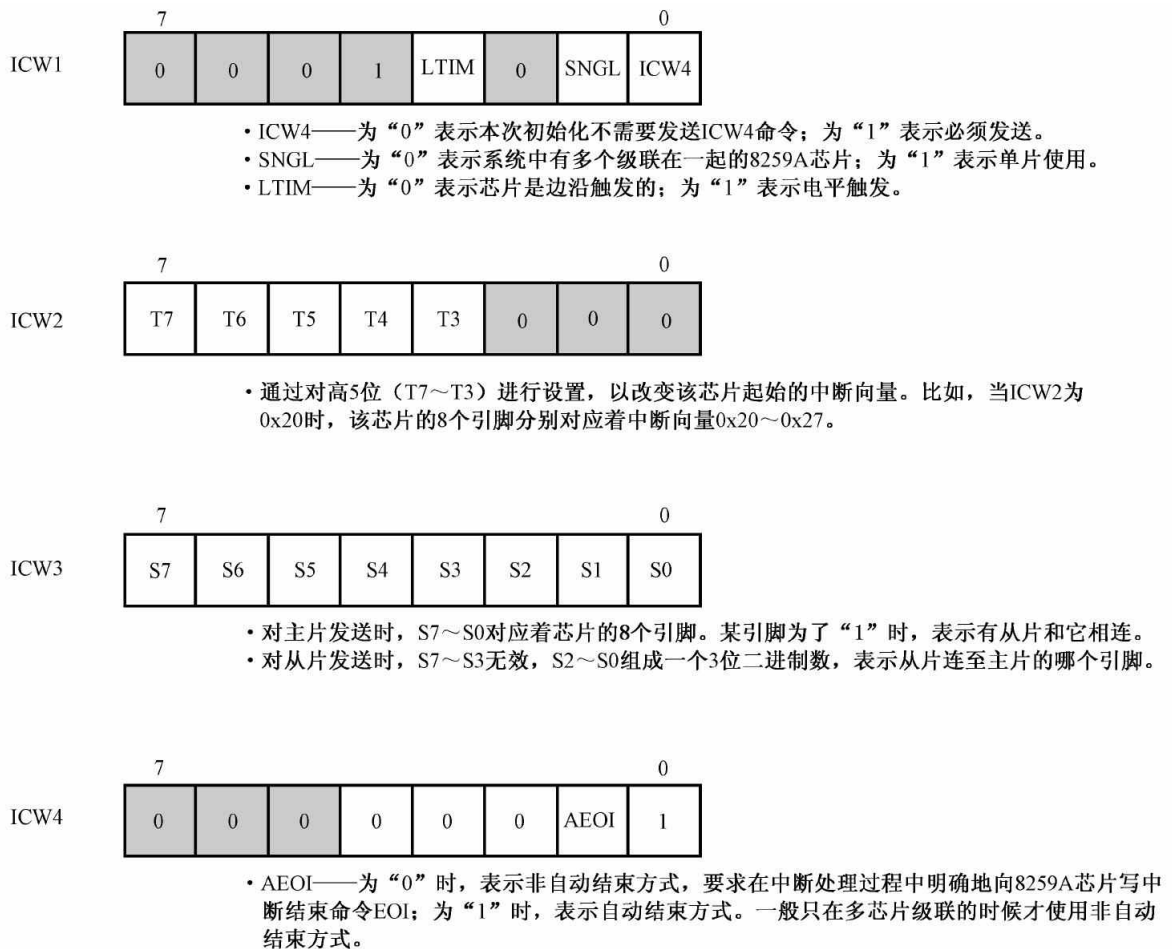 7 0
ICW1 0 0 0 1 LTIM 0 SNGL ICW4
•ICW4——为“0”表示本次初始化不需要发送ICW4命令；为“1”表示必须发送。
•SNGL——为“0”表示系统中有多个级联在一起的8259A芯片；为“1”表示单片使用。
•LTIM——为“0”表示芯片是边沿触发的；为“1”表示电平触发。
7 0
ICW2 T7 T6 T5 T4 T3 0 0 0
•通过对高5位（T7～T3）进行设置，以改变该芯片起始的中断向量。比如，当ICW2为
0x20时，该芯片的8个引脚分别对应着中断向量0x20～0x27。
7 0
ICW3 S7 S6 S5 S4 S3 S2 S1 S0
•对主片发送时，S7～S0对应着芯片的8个引脚。某引脚为了“1”时，表示有从片和它相连。
•对从片发送时，S7～S3无效，S2～S0组成一个3位二进制数，表示从片连至主片的哪个引脚。
7 0
ICW4 0 0 0 0 0 0 AEOI 1
•AEOI——为“0”时，表示非自动结束方式，要求在中断处理过程中明确地向8259A芯片写中
断结束命令EOI；为“1”时，表示自动结束方式。一般只在多芯片级联的时候才使用非自动
结束方式。